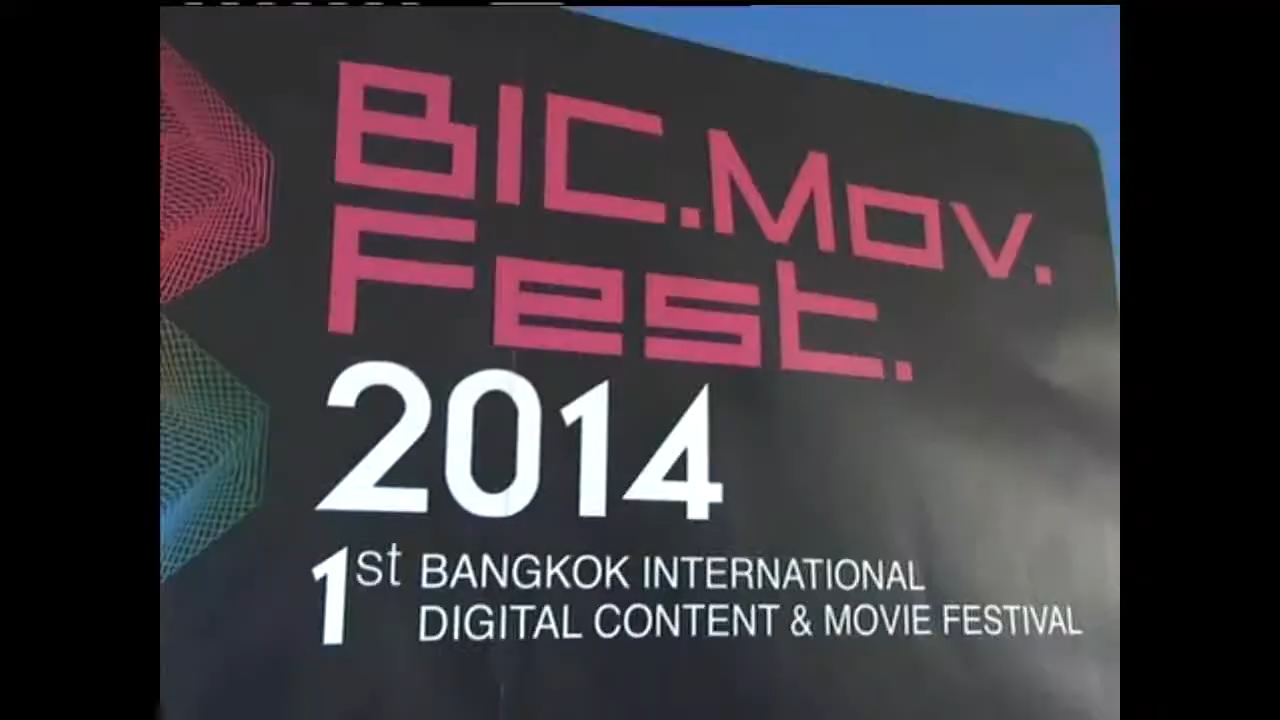 BIC.Mov.
Fest.
2014
1st BANGKOK INTERNATIONAL
DIGITAL CONTENT & MOVIE FESTIVAL